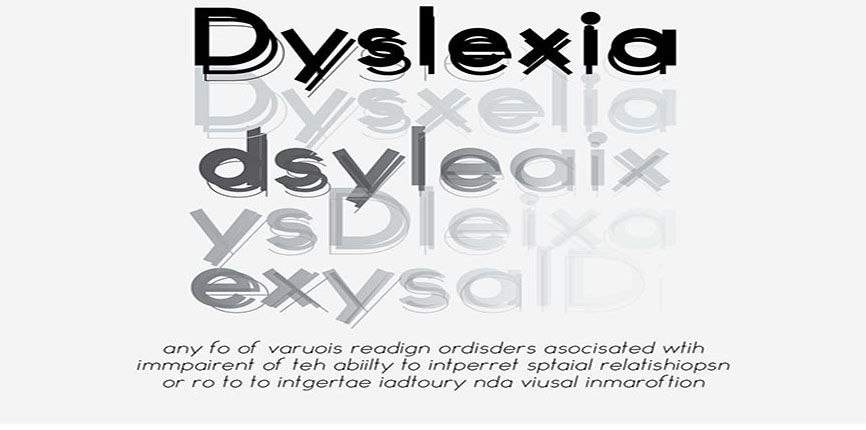 Dyslexia
Dysxelia
dsyleaix
ysDleixa
exysalDi
any fo of varuois readign ordisders asocisated wtih
immpairent of teh abiilty to intperret sptaial relatishiopsn
or ro to to intgertae iadtoury nda viusal inmaroftion